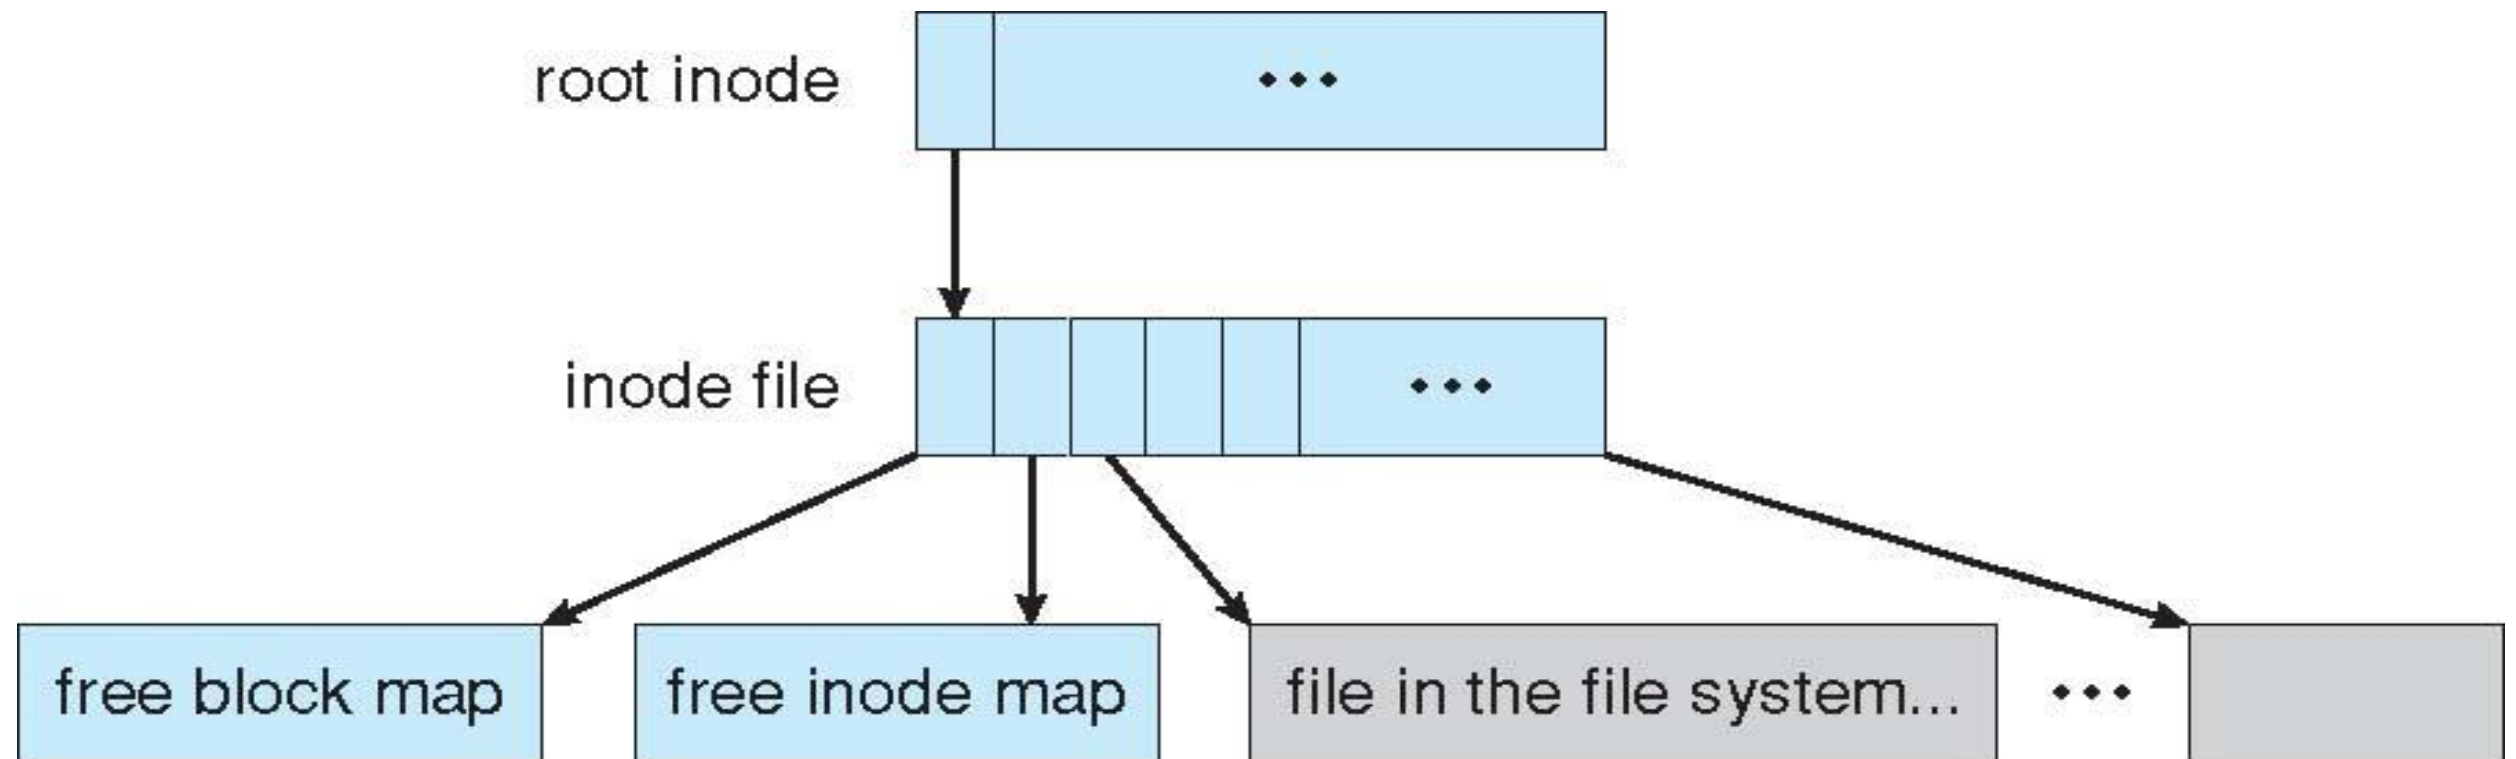 root inode
...
inode file
...
free block map
free inode map
file in the file system...
...